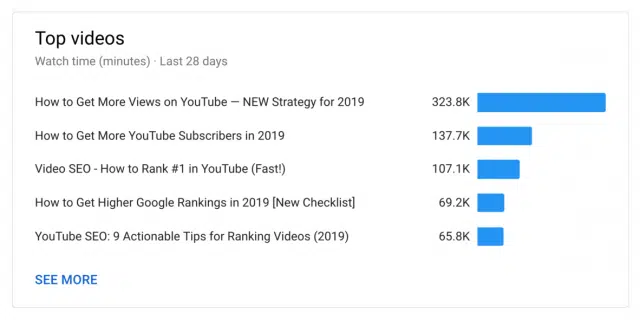 Top videos
Watch time (minutes) · Last 28 days
How to Get More Views on YouTube — NEW Strategy for 2019 323.8K
How to Get More YouTube Subscribers in 2019 137.7K
Video SEO - How to Rank #1 in YouTube (Fast!) 107.1K
How to Get Higher Google Rankings in 2019 [New Checklist] 69.2K
YouTube SEO: 9 Actionable Tips for Ranking Videos (2019) 65.8K
SEE MORE